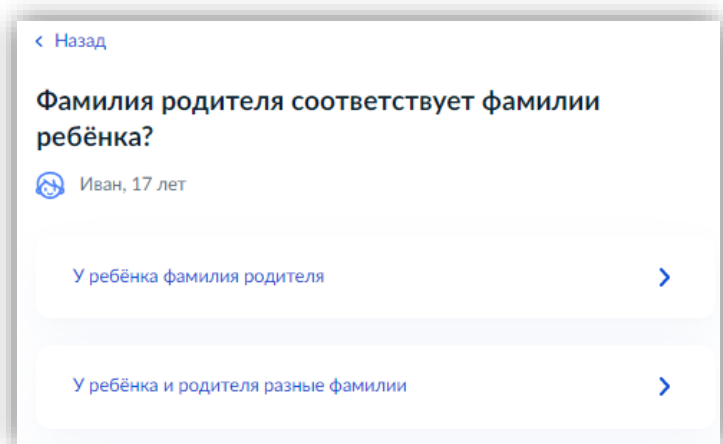 Назад
Фамилия родителя соответствует фамилии
ребёнка?
Иван, 17 лет
У ребёнка фамилия родителя
У ребёнка и родителя разные фамилии